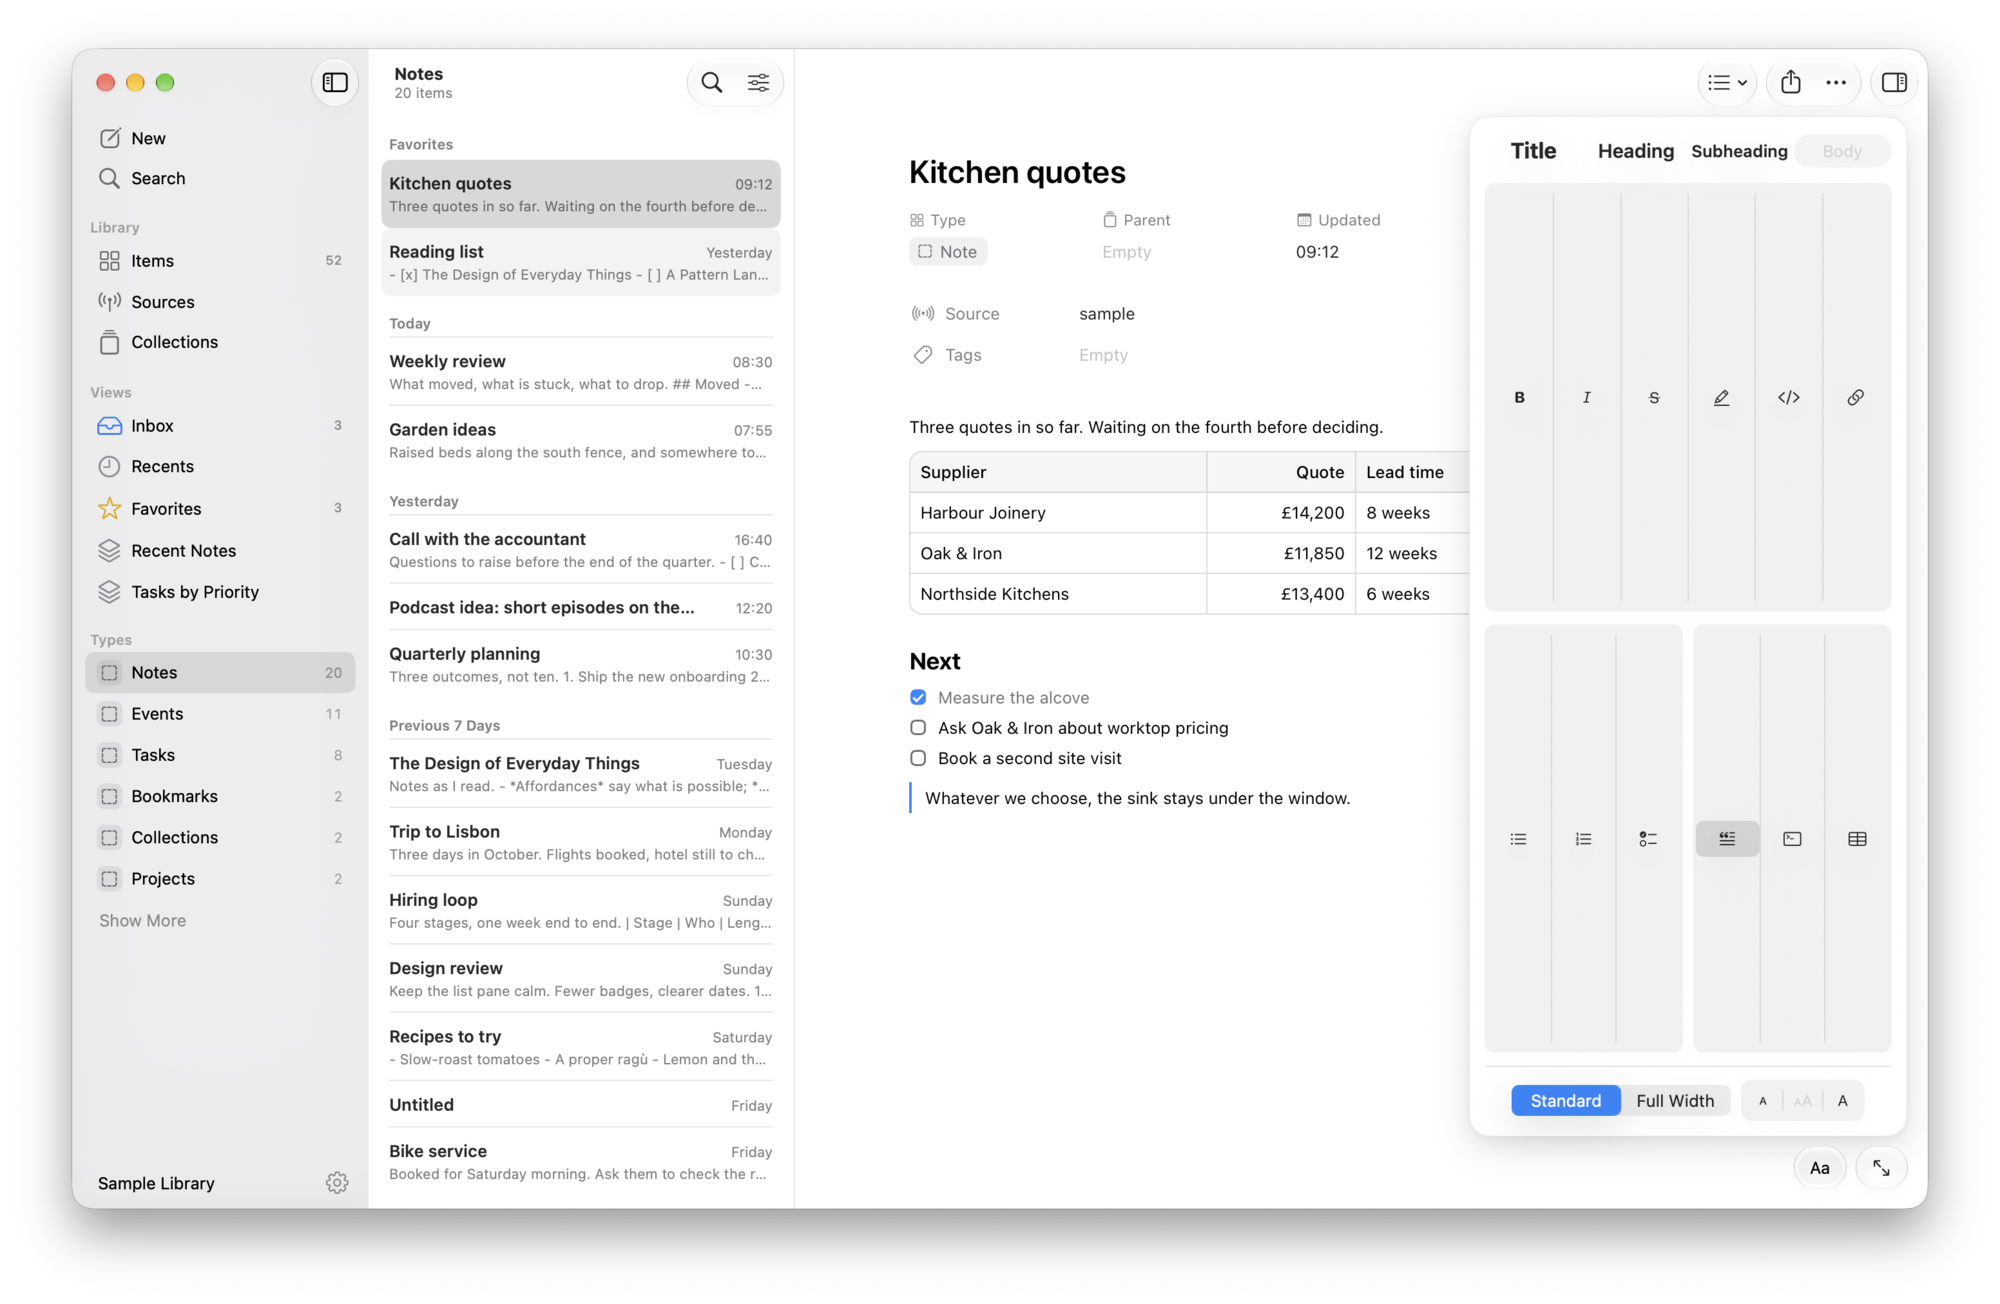 New
Search
Library
Items 52
Sources
Collections
Views
Inbox 3
Recents
Favorites 3
Recent Notes
Tasks by Priority
Types
Notes 20
Events 11
Tasks 8
Bookmarks 2
Collections 2
Projects 2
Show More
Sample Library
Notes
20 items
Favorites
Kitchen quotes 09:12
Three quotes in so far. Waiting on the fourth before de...
Reading list Yesterday
- [x] The Design of Everyday Things - [ ] A Pattern Lan...
Today
Weekly review 08:30
What moved, what is stuck, what to drop. ## Moved -...
Garden ideas 07:55
Raised beds along the south fence, and somewhere to...
Yesterday
Call with the accountant 16:40
Questions to raise before the end of the quarter. - [ ] C...
Podcast idea: short episodes on the... 12:20
Quarterly planning 10:30
Three outcomes, not ten. 1. Ship the new onboarding 2...
Previous 7 Days
The Design of Everyday Things Tuesday
Notes as I read. - *Affordances* say what is possible; *...
Trip to Lisbon Monday
Three days in October. Flights booked, hotel still to ch...
Hiring loop Sunday
Four stages, one week end to end. | Stage | Who | Leng...
Design review Sunday
Keep the list pane calm. Fewer badges, clearer dates. 1...
Recipes to try Saturday
- Slow-roast tomatoes - A proper ragù - Lemon and th...
Untitled Friday
Bike service Friday
Booked for Saturday morning. Ask them to check the r...
Kitchen quotes
Type Parent Updated
Note Empty 09:12
Source sample
Tags Empty
Three quotes in so far. Waiting on the fourth before deciding.
Supplier Quote Lead time
Harbour Joinery £14,200 8 weeks
Oak & Iron £11,850 12 weeks
Northside Kitchens £13,400 6 weeks
Next
Measure the alcove
Ask Oak & Iron about worktop pricing
Book a second site visit
Whatever we choose, the sink stays under the window.
Title Heading Subheading Body
B I S </>
Standard Full Width A AA A
Aa